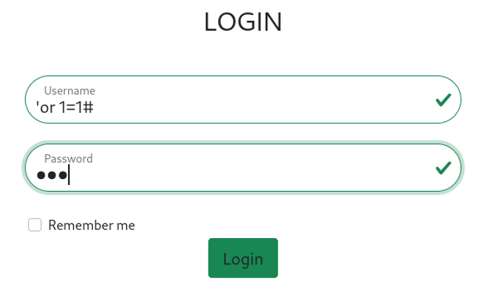 LOGIN
Username
'or 1=1#
Password
•••
Remember me
Login